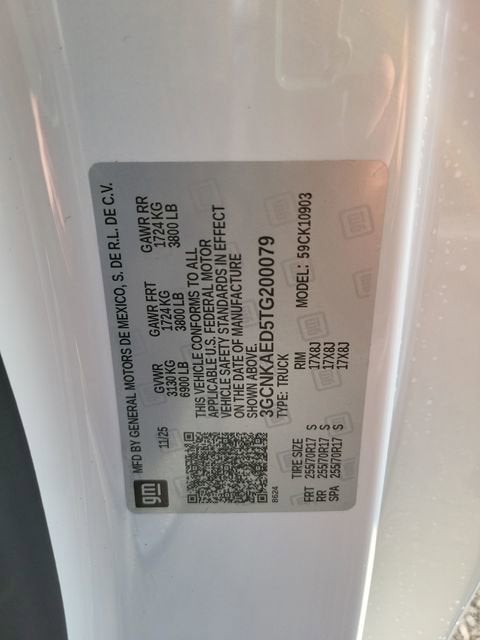 gm
MFD BY GENERAL MOTORS DE MEXICO, S. DE R.L. DE C.V.
11/25
GVWR
3130 KG
6900 LB
GAWR FRT
1724 KG
3800 LB
GAWR RR
1724 KG
3800 LB
THIS VEHICLE CONFORMS TO ALL
APPLICABLE U.S. FEDERAL MOTOR
VEHICLE SAFETY STANDARDS IN EFFECT
ON THE DATE OF MANUFACTURE
SHOWN ABOVE.
3GCNKAED5TG200079
TYPE: TRUCK
MODEL: 59CK10903
8624
TIRE SIZE RIM
FRT 255/70R17 S 17X8J
RR 255/70R17 S 17X8J
SPA 255/70R17 S 17X8J